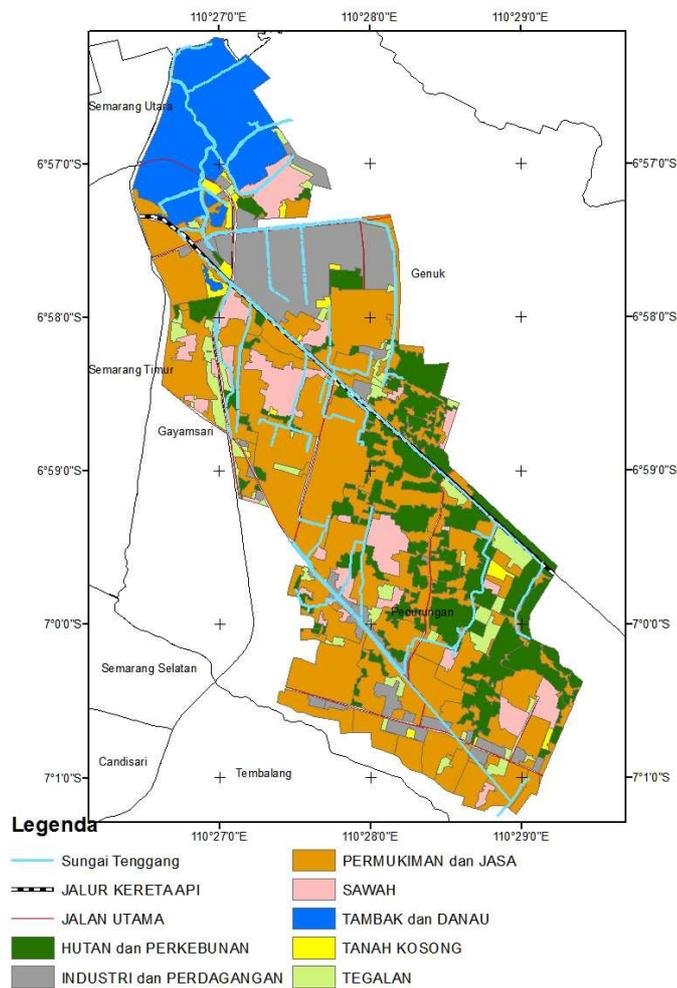 110°27'0"E 110°28'0"E 110°29'0"E
Semarang Utara
6°57'0"S 6°57'0"S
Genuk
6°58'0"S 6°58'0"S
Semarang Timur
Gayamsari
6°59'0"S 6°59'0"S
Pedurungan
7°0'0"S 7°0'0"S
Semarang Selatan
Candisari
Tembalang
7°1'0"S 7°1'0"S
Legenda
110°27'0"E 110°28'0"E 110°29'0"E
Sungai Tenggang
JALUR KERETA API
JALAN UTAMA
HUTAN dan PERKEBUNAN
INDUSTRI dan PERDAGANGAN
PERMUKIMAN dan JASA
SAWAH
TAMBAK dan DANAU
TANAH KOSONG
TEGALAN